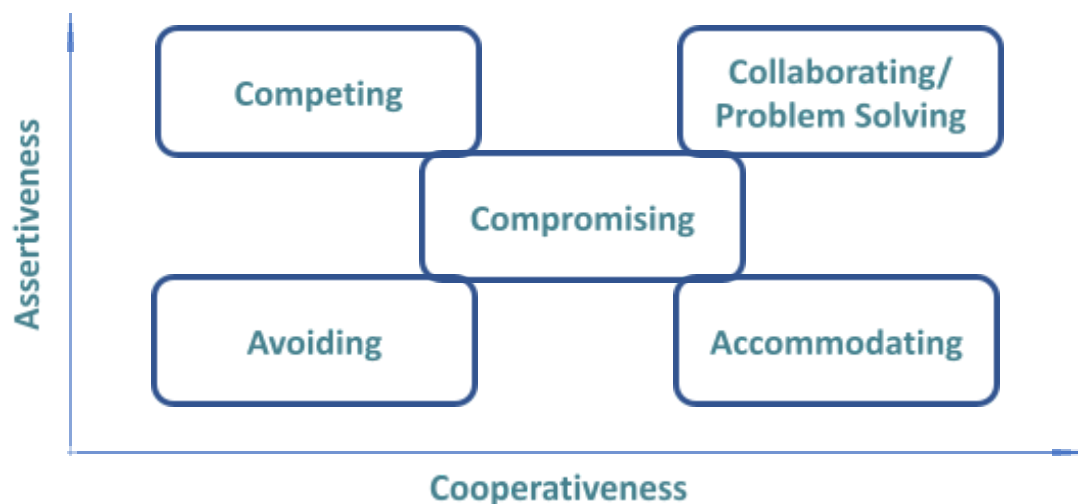 Assertiveness
Competing
Collaborating/
Problem Solving
Compromising
Avoiding
Accommodating
Cooperativeness